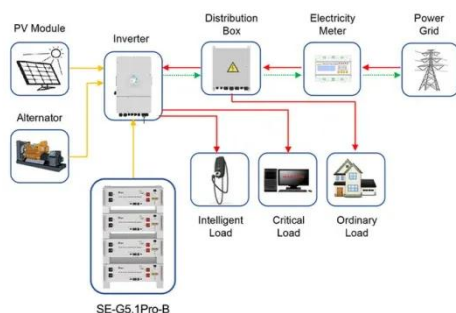 PV Module
Inverter
Distribution
Box
Electricity
Meter
Power
Grid
Alternator
Intelligent
Load
Critical
Load
Ordinary
Load
SE-G5.1Pro-B